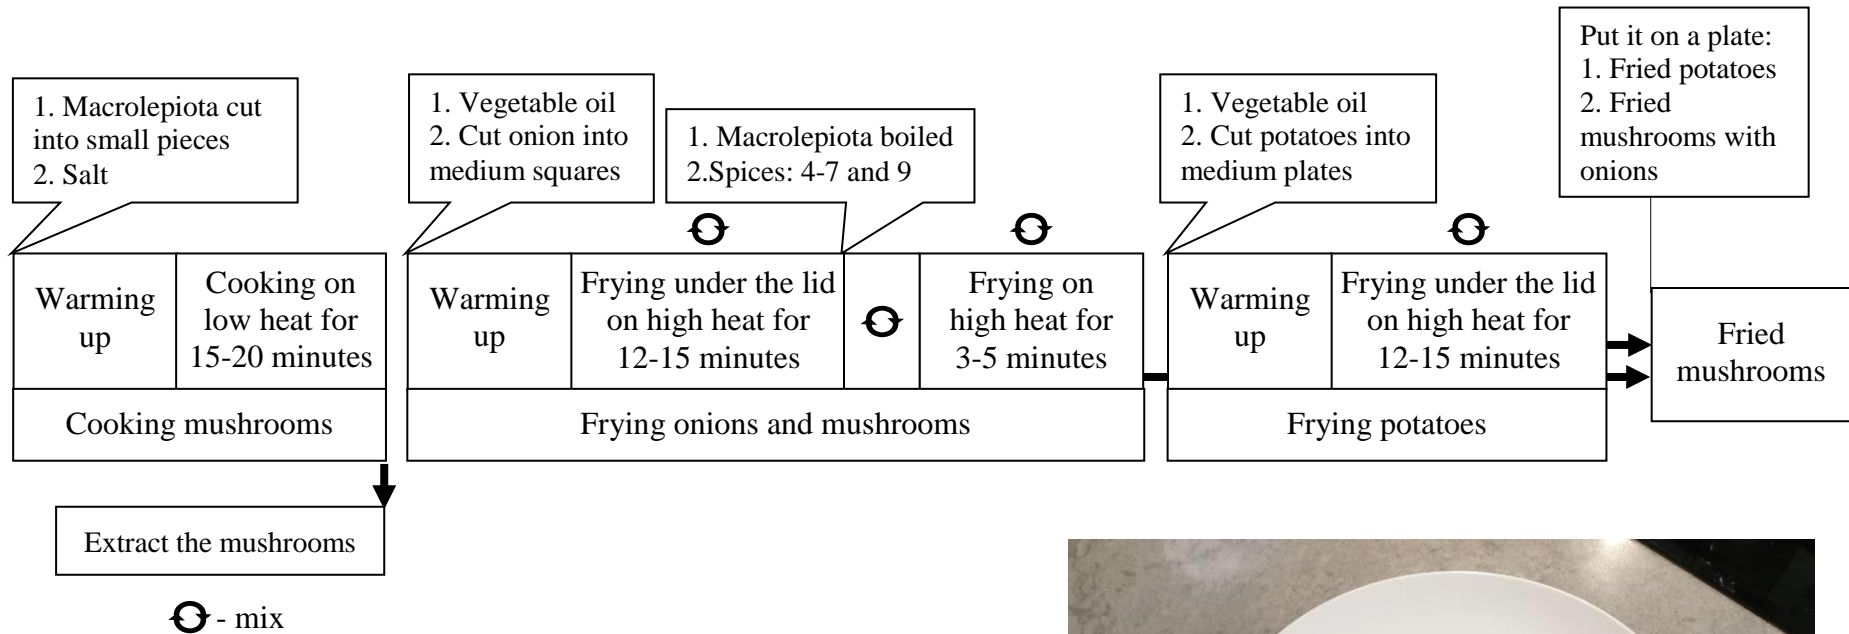 1. Macrolepiota cut
into small pieces
2. Salt
1. Vegetable oil
2. Cut onion into
medium squares
1. Macrolepiota boiled
2.Spices: 4-7 and 9
1. Vegetable oil
2. Cut potatoes into
medium plates
Put it on a plate:
1. Fried potatoes
2. Fried
mushrooms with
onions
Warming
up
Cooking on
low heat for
15-20 minutes
Cooking mushrooms
Warming
up
Frying under the lid
on high heat for
12-15 minutes
Frying on
high heat for
3-5 minutes
Frying onions and mushrooms
Warming
up
Frying under the lid
on high heat for
12-15 minutes
Frying potatoes
Fried
mushrooms
Extract the mushrooms
- mix